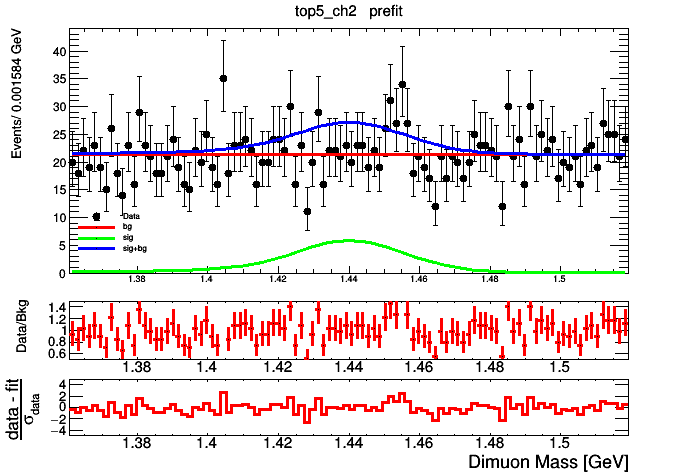 top5_ch2 prefit
Events/ 0.001584 GeV
40
35
30
25
20
15
10
5
0
Data
bg
sig
sig+bg
1.38 1.4 1.42 1.44 1.46 1.48 1.5
Data/Bkg
1.4
1.2
1
0.8
0.6
1.38 1.4 1.42 1.44 1.46 1.48 1.5
data - fit
σdata
4
2
0
−2
−4
1.38 1.4 1.42 1.44 1.46 1.48 1.5
Dimuon Mass [GeV]